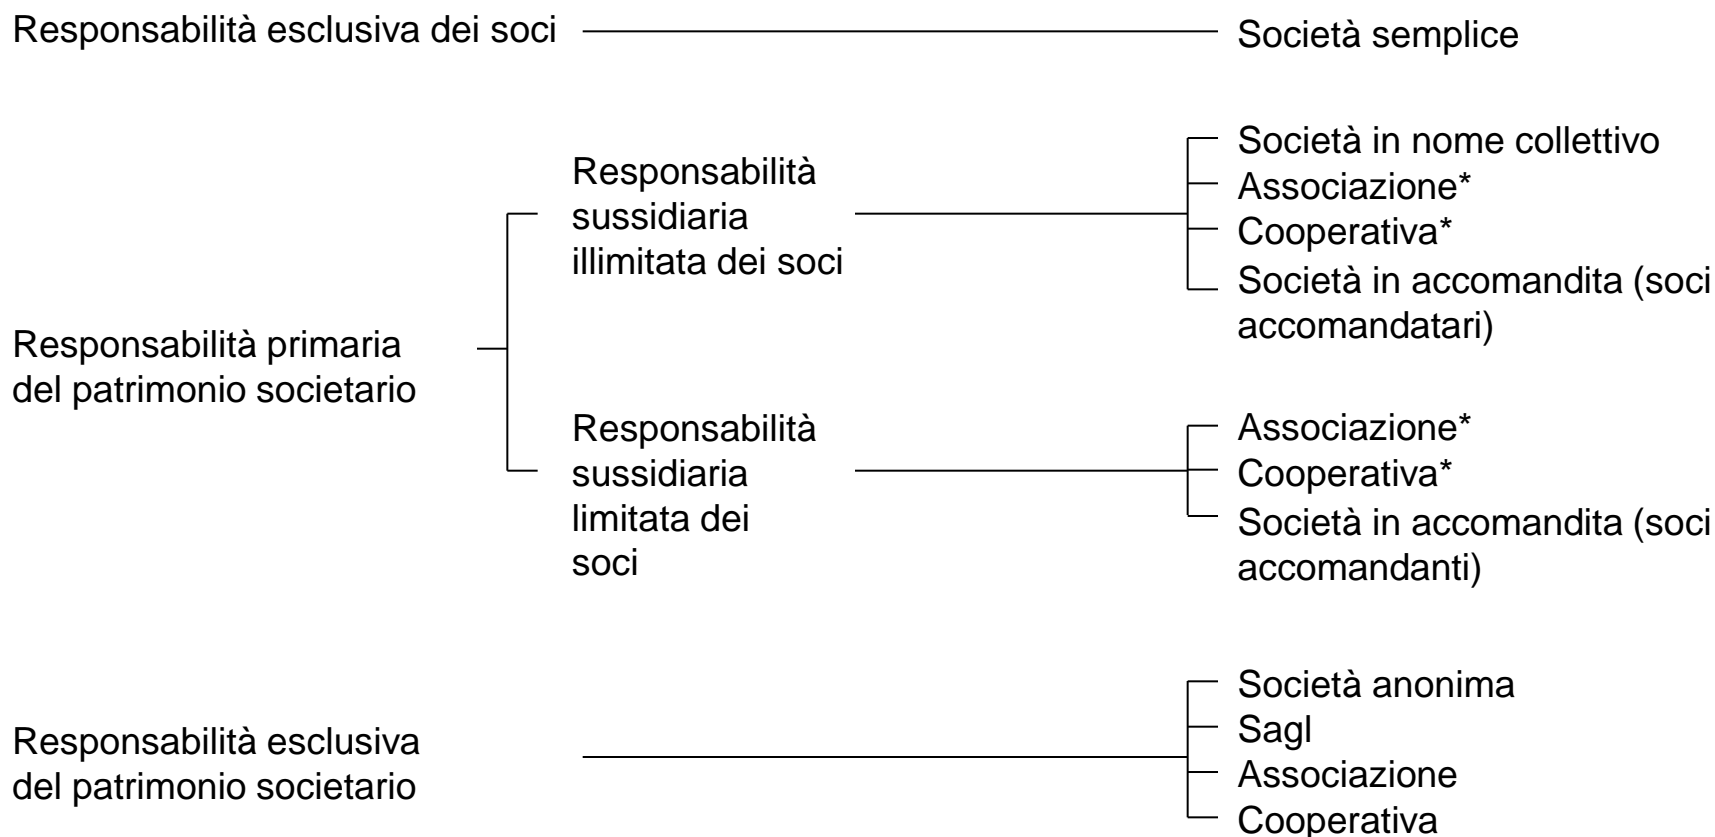 Responsabilità esclusiva dei soci
Società semplice
Responsabilità primaria
del patrimonio societario
Responsabilità
sussidiaria
illimitata dei soci
Società in nome collettivo
Associazione*
Cooperativa*
Società in accomandita (soci
accomandatari)
Responsabilità
sussidiaria
limitata dei
soci
Associazione*
Cooperativa*
Società in accomandita (soci
accomandanti)
Responsabilità esclusiva
del patrimonio societario
Società anonima
Sagl
Associazione
Cooperativa